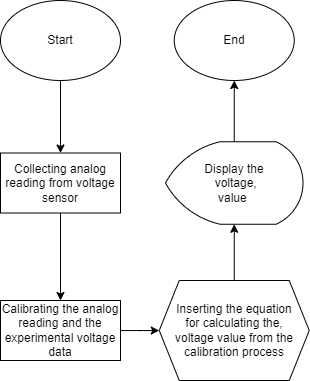 Start
Collecting analog
reading from voltage
sensor
Calibrating the analog
reading and the
experimental voltage
data
Inserting the equation
for calculating the,
voltage value from the
calibration process
Display the
voltage,
value
End